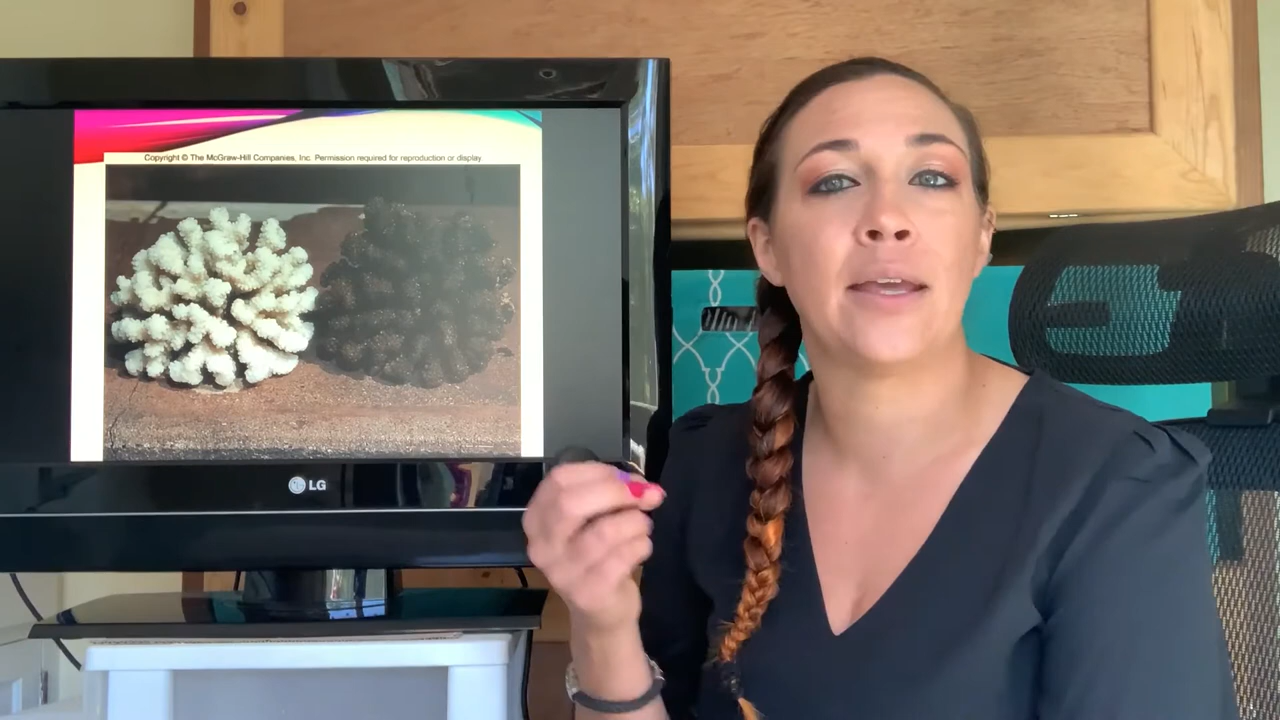 Copyright © The McGraw-Hill Companies, Inc. Permission required for reproduction or display
LG